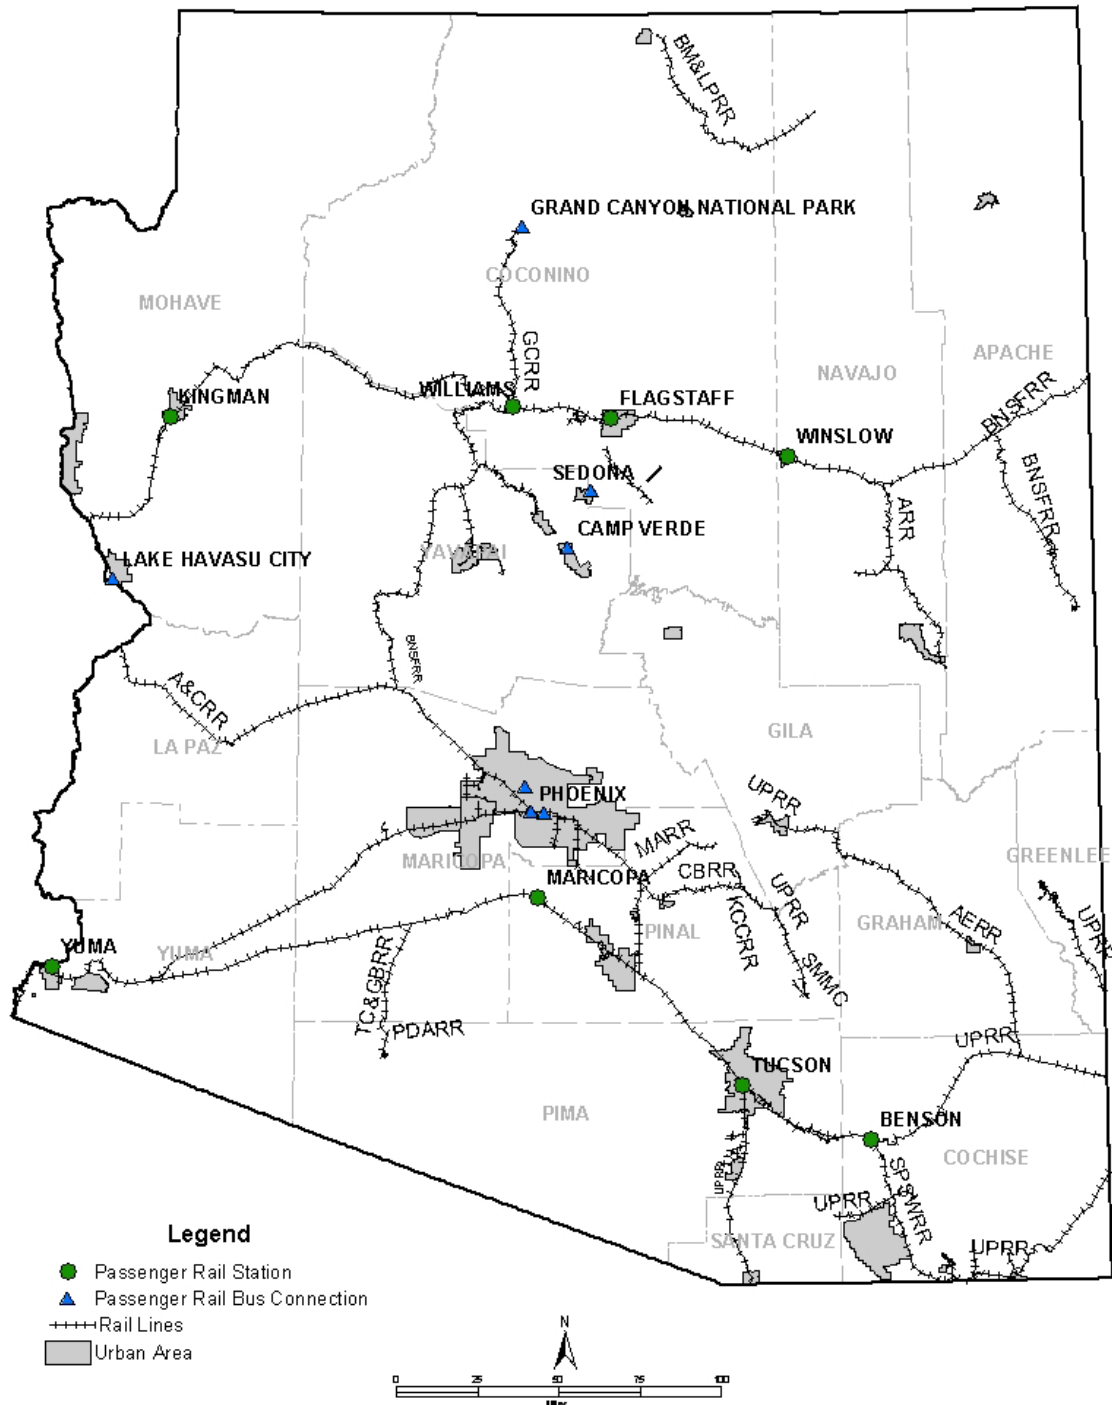 BM&LPRR
GRAND CANYON NATIONAL PARK
COCONINO
MOHAVE
GCRR
APACHE
NAVAJO
KINGMAN
WILLIAMS
FLAGSTAFF
BNSFRR
WINSLOW
SEDONA
BNSFRR
ARR
CAMP VERDE
YAVAPAI
LAKE HAVASU CITY
BNSFRR
A&CRR
GILA
LA PAZ
PHOENIX
UPRR
MARR
MARICOPA
GREENLEE
MARICOPA
CBRR
UPRR
KCCRR
PINAL
GRAHAM
AERR
UPRR
YUMA
YUMA
TC&GBRR
SMMC
PDARR
UPRR
TUCSON
PIMA
BENSON
COCHISE
UPRR
SPSWRR
UPRR
SANTA CRUZ
UPRR
Legend
Passenger Rail Station
Passenger Rail Bus Connection
Rail Lines
Urban Area
N
0 25 50 75 100